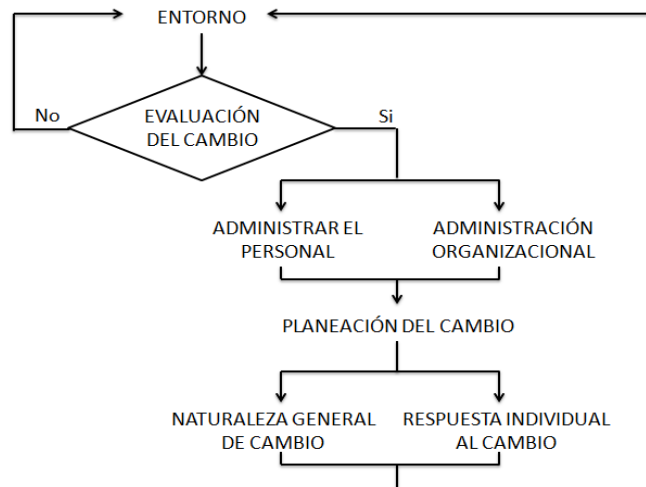 ENTORNO
No
EVALUACIÓN
DEL CAMBIO
Si
ADMINISTRAR EL
PERSONAL
ADMINISTRACIÓN
ORGANIZACIONAL
PLANEACIÓN DEL CAMBIO
NATURALEZA GENERAL
DE CAMBIO
RESPUESTA INDIVIDUAL
AL CAMBIO